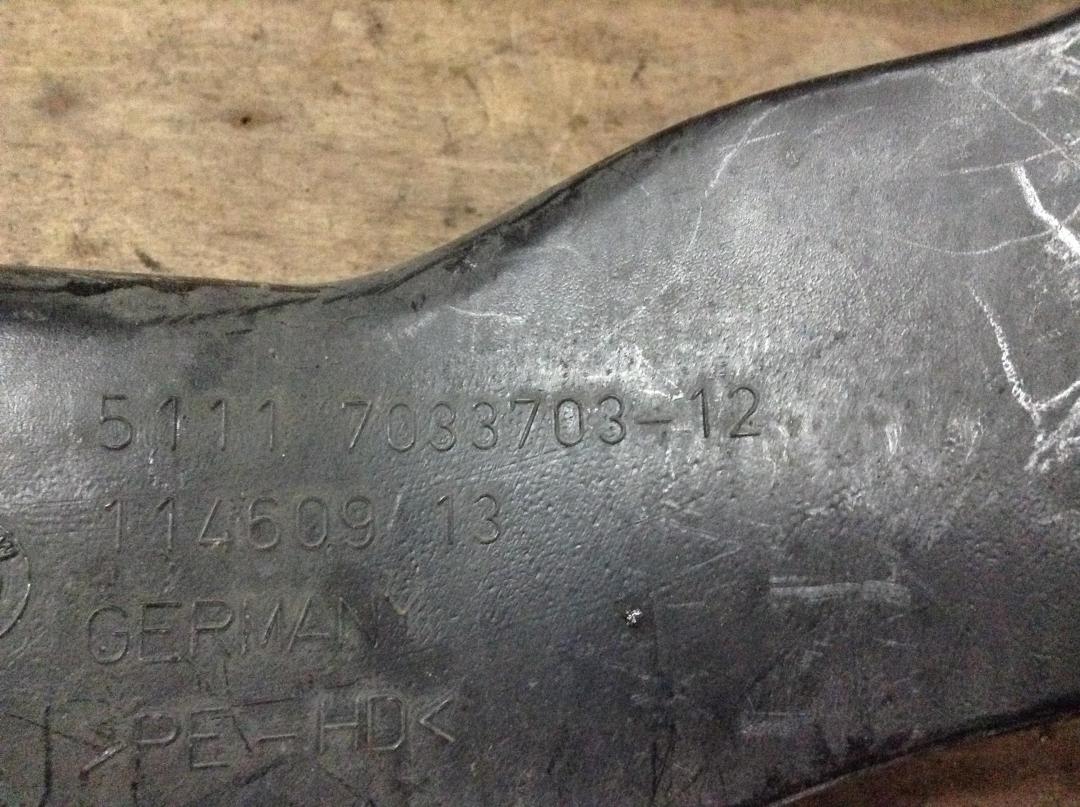 5111 7033703-12
114609/13
GERMANY
>PE-HD<